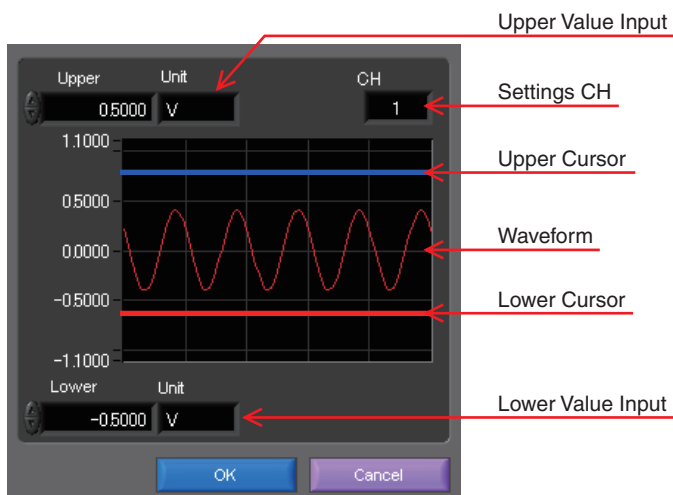 Upper Value Input
Upper Unit CH
0.5000 V 1
Settings CH
1.1000
Upper Cursor
0.5000
Waveform
0.0000
Lower Cursor
-0.5000
-1.1000
Lower Unit
-0.5000 V
Lower Value Input
OK Cancel